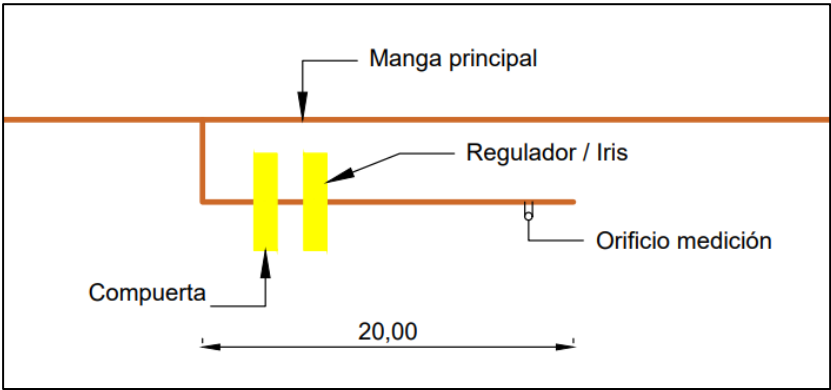 Manga principal
Regulador / Iris
Orificio medición
Compuerta
20,00